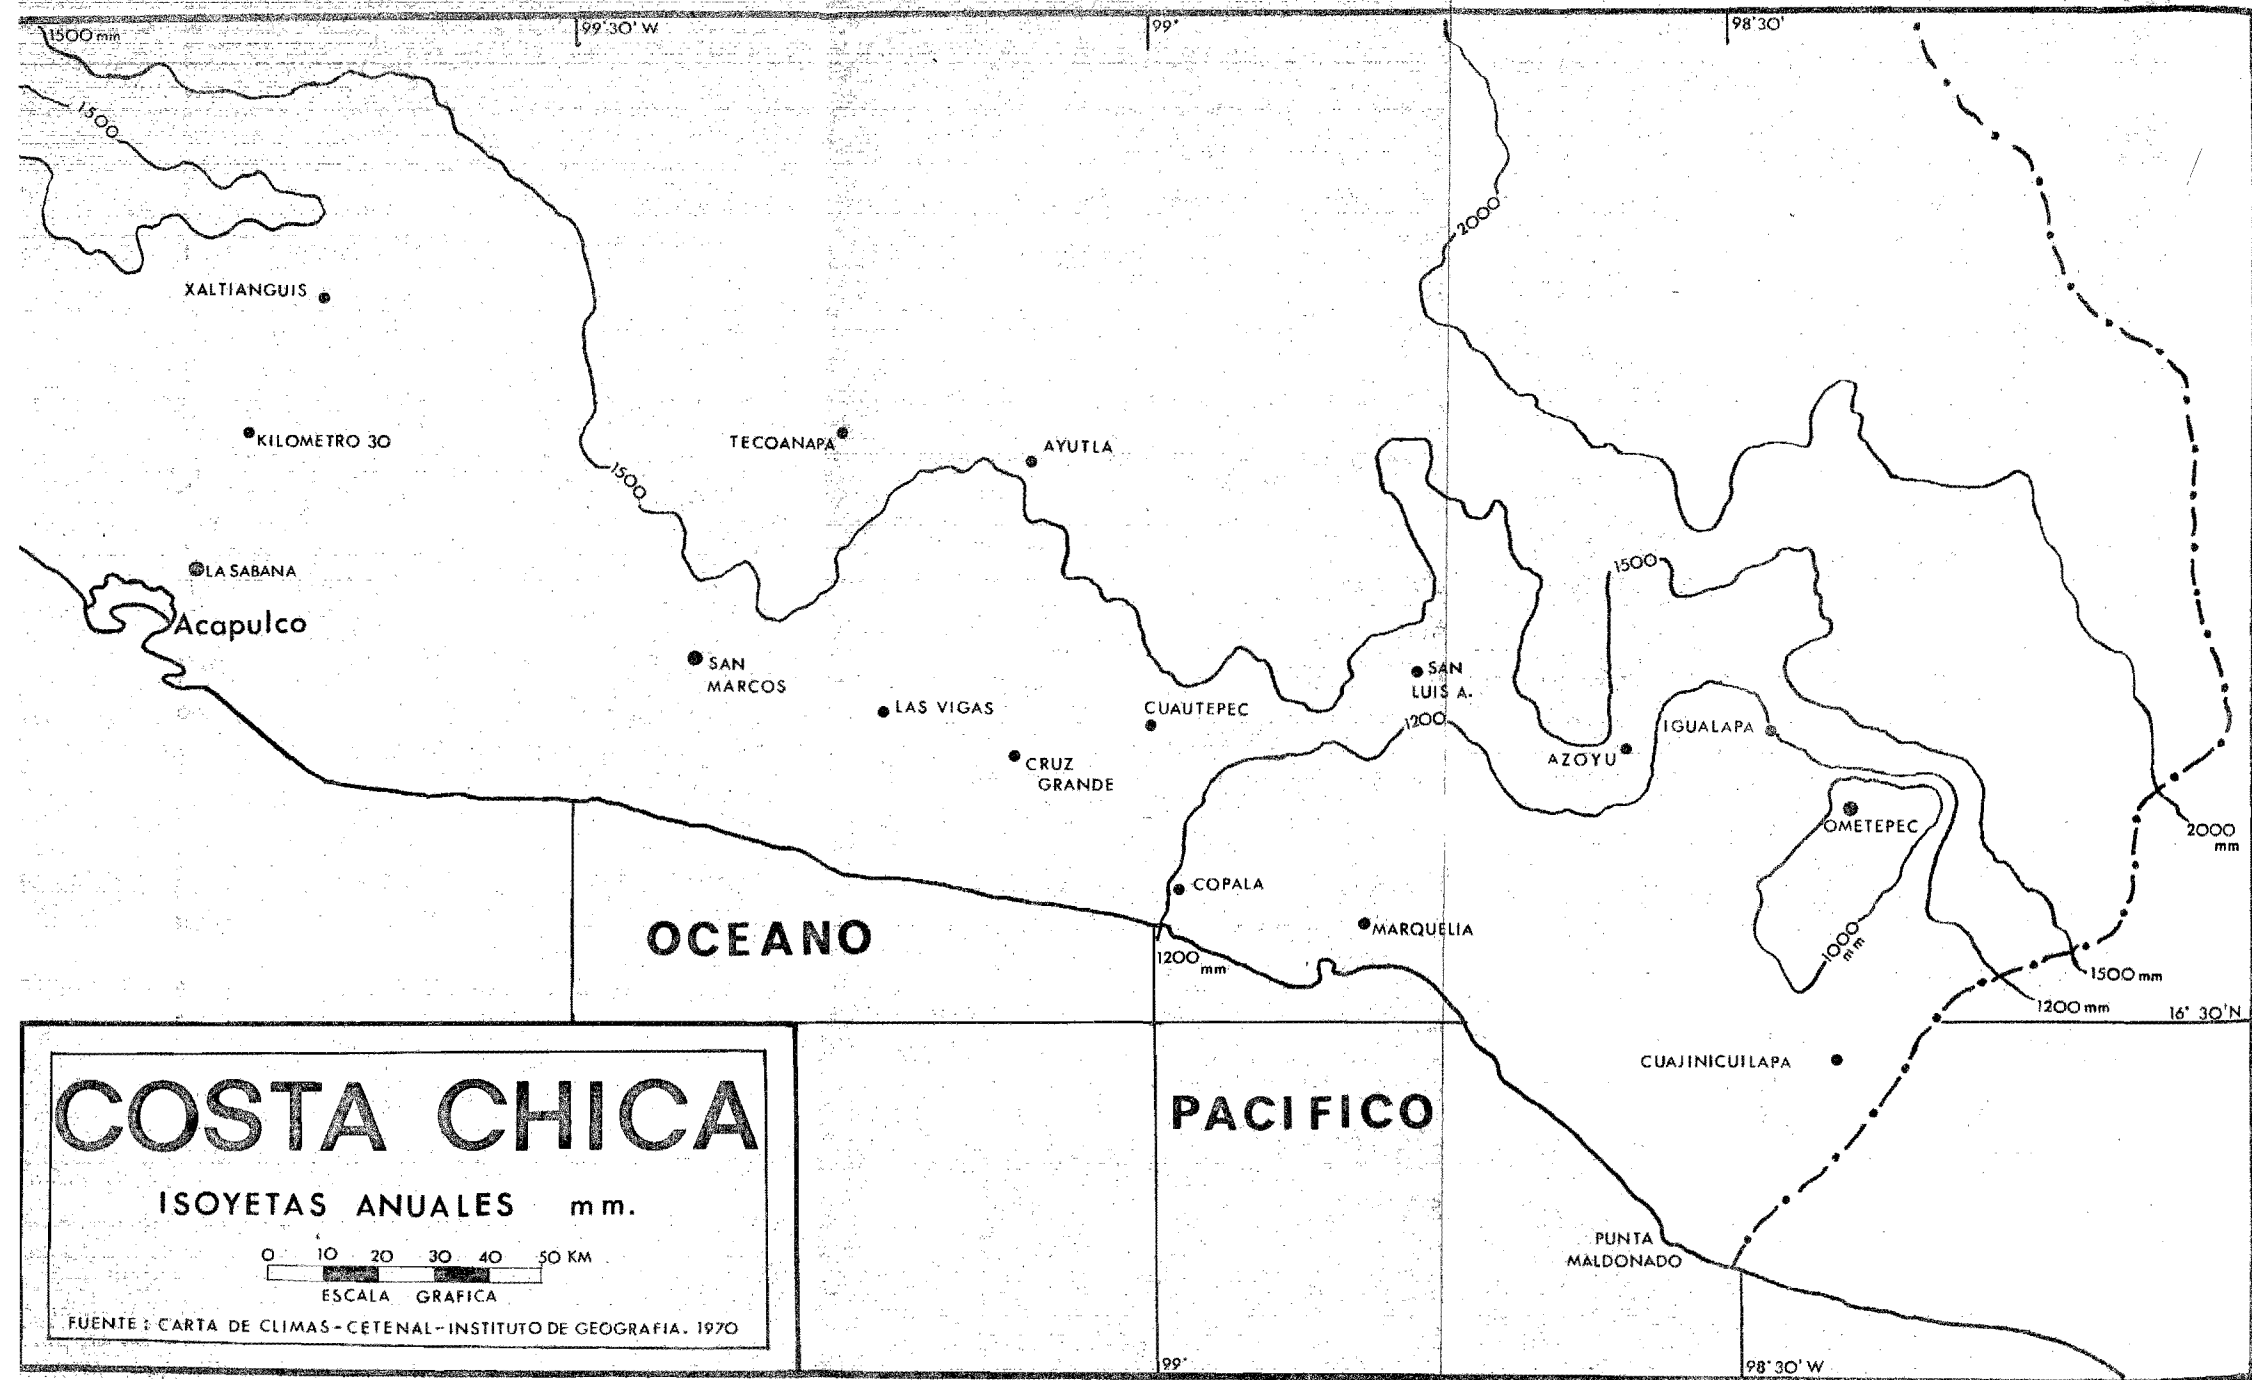 1500 mm
99°30' W
99°
98°30'
1500
2000
XALTIANGUIS
KILOMETRO 30
TECOANAPA
AYUTLA
1500
1500
LA SABANA
Acapulco
SAN
MARCOS
LAS VIGAS
CUAUTEPEC
SAN
LUIS A.
1200
IGUALAPA
AZOYU
CRUZ
GRANDE
OMETEPEC
2000
mm
COPALA
MARQUELIA
OCEANO
1000
mm
1200
mm
1500 mm
1200 mm
16° 30'N
CUAJINICUILAPA
PACIFICO
PUNTA
MALDONADO
COSTA CHICA
ISOYETAS ANUALES mm.
0 10 20 30 40 50 KM
ESCALA GRAFICA
FUENTE: CARTA DE CLIMAS-CETENAL-INSTITUTO DE GEOGRAFIA. 1970
99°
98°30' W